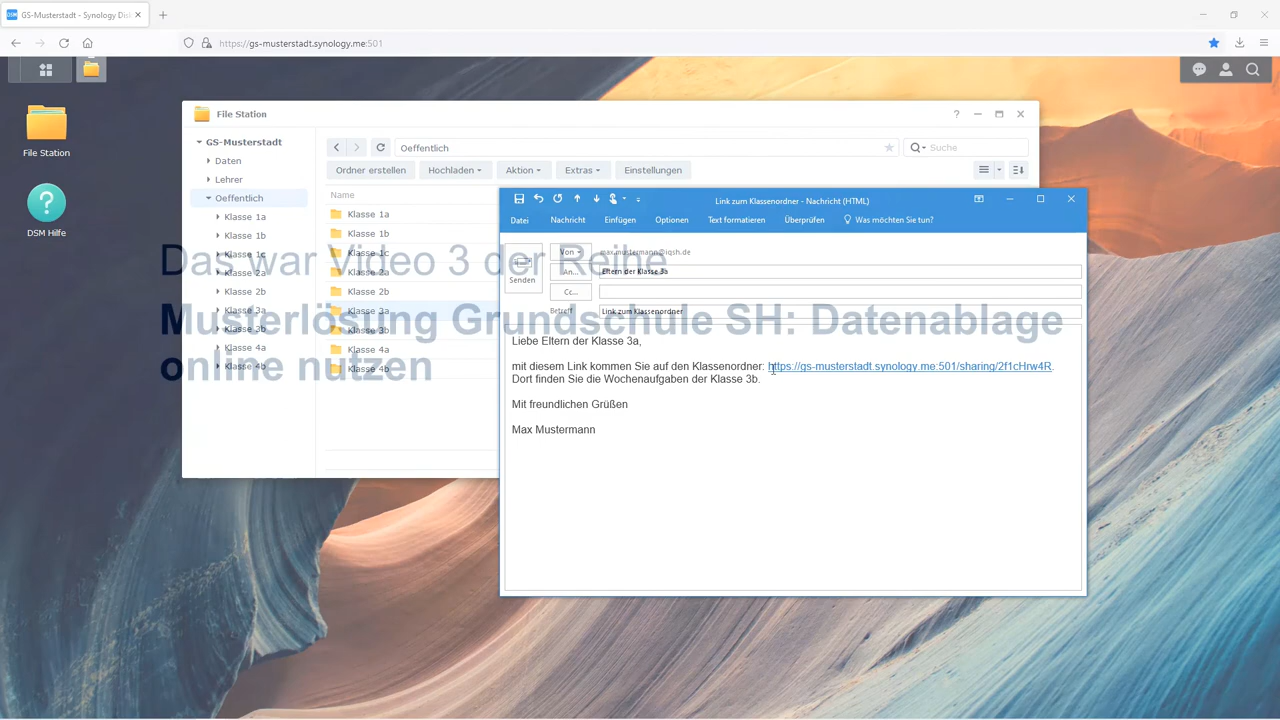 GS-Musterstadt - Synology Dis
https://gs-musterstadt.synology.me:501
File Station
DSM Hilfe
File Station
GS-Musterstadt
Daten
Lehrer
Oeffentlich
Klasse 1a
Klasse 1b
Klasse 1c
Klasse 2a
Klasse 2b
Klasse 3a
Klasse 3b
Klasse 4a
Klasse 4b
Oeffentlich
Suche
Ordner erstellen Hochladen Aktion Extras Einstellungen
Name
Klasse 1a
Klasse 1b
Klasse 1c
Klasse 2a
Klasse 2b
Klasse 3a
Klasse 3b
Klasse 4a
Klasse 4b
Link zum Klassenordner - Nachricht (HTML)
Datei Nachricht Einfügen Optionen Text formatieren Überprüfen Was möchten Sie tun?
Senden
Von max.mustermann@iqsh.de
An... Eltern der Klasse 3a
Cc...
Betreff Link zum Klassenordner
Liebe Eltern der Klasse 3a,
mit diesem Link kommen Sie auf den Klassenordner: https://gs-musterstadt.synology.me:501/sharing/2f1cHrw4R.
Dort finden Sie die Wochenaufgaben der Klasse 3b.
Mit freundlichen Grüßen
Max Mustermann
Das war Video 3 der Reihe
Musterlösung Grundschule SH: Datenablage
online nutzen